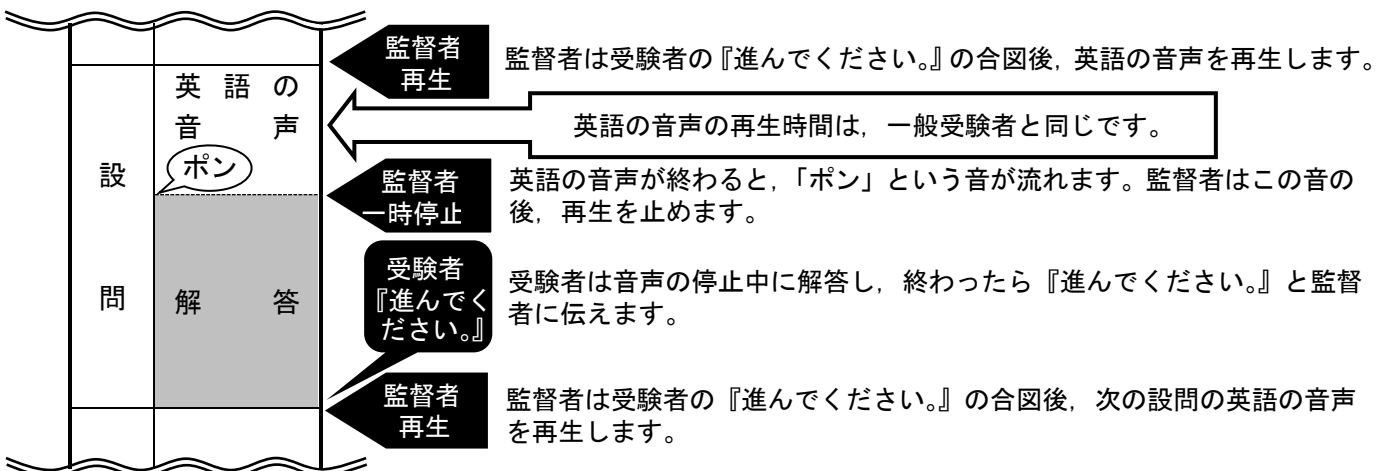 監督者
再生
監督者は受験者の『進んでください。』の合図後，英語の音声を再生します。
英語の
音声
英語の音声の再生時間は，一般受験者と同じです。
ポン
設
問
監督者
一時停止
英語の音声が終わると，「ポン」という音が流れます。監督者はこの音の
後，再生を止めます。
解答
受験者
『進んでく
ださい。』
受験者は音声の停止中に解答し，終わったら『進んでください。』と監督
者に伝えます。
監督者
再生
監督者は受験者の『進んでください。』の合図後，次の設問の英語の音声
を再生します。